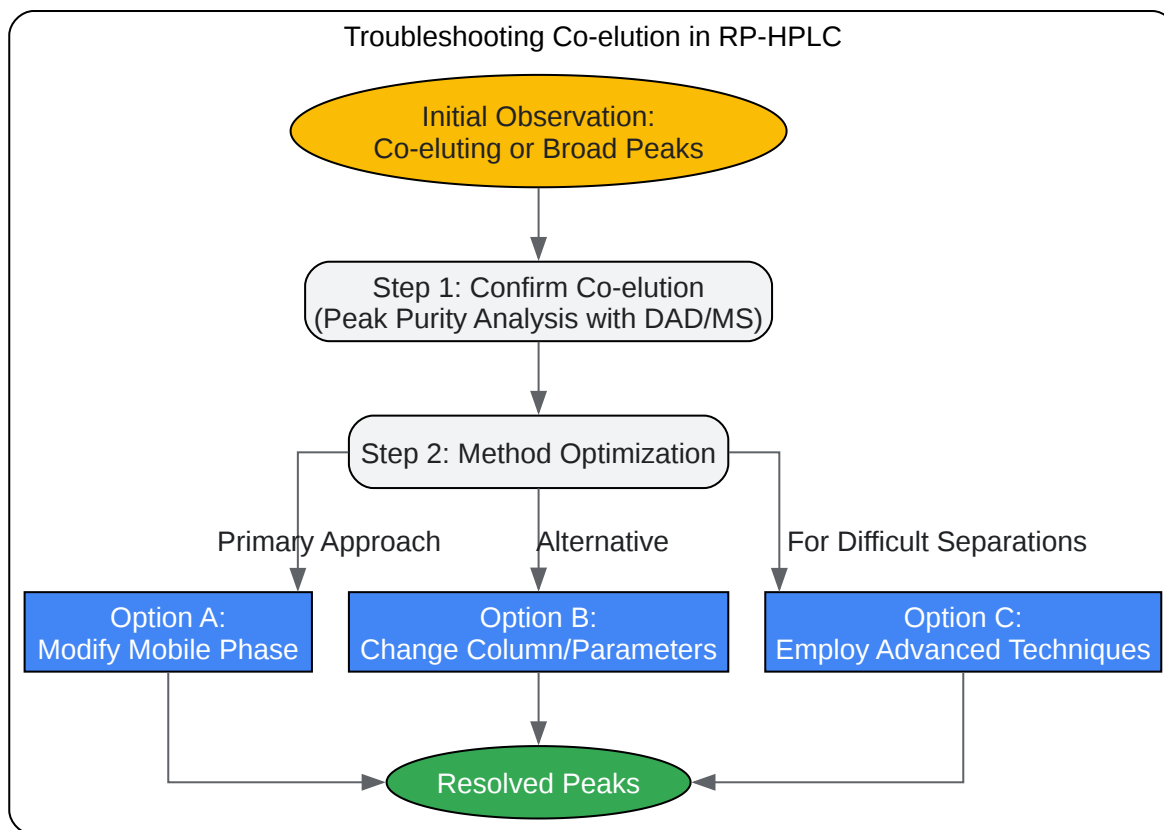 Troubleshooting Co-elution in RP-HPLC
Initial Observation:
Co-eluting or Broad Peaks
Step 1: Confirm Co-elution
(Peak Purity Analysis with DAD/MS)
Step 2: Method Optimization
Primary Approach
Alternative
For Difficult Separations
Option A:
Modify Mobile Phase
Option B:
Change Column/Parameters
Option C:
Employ Advanced Techniques
Resolved Peaks